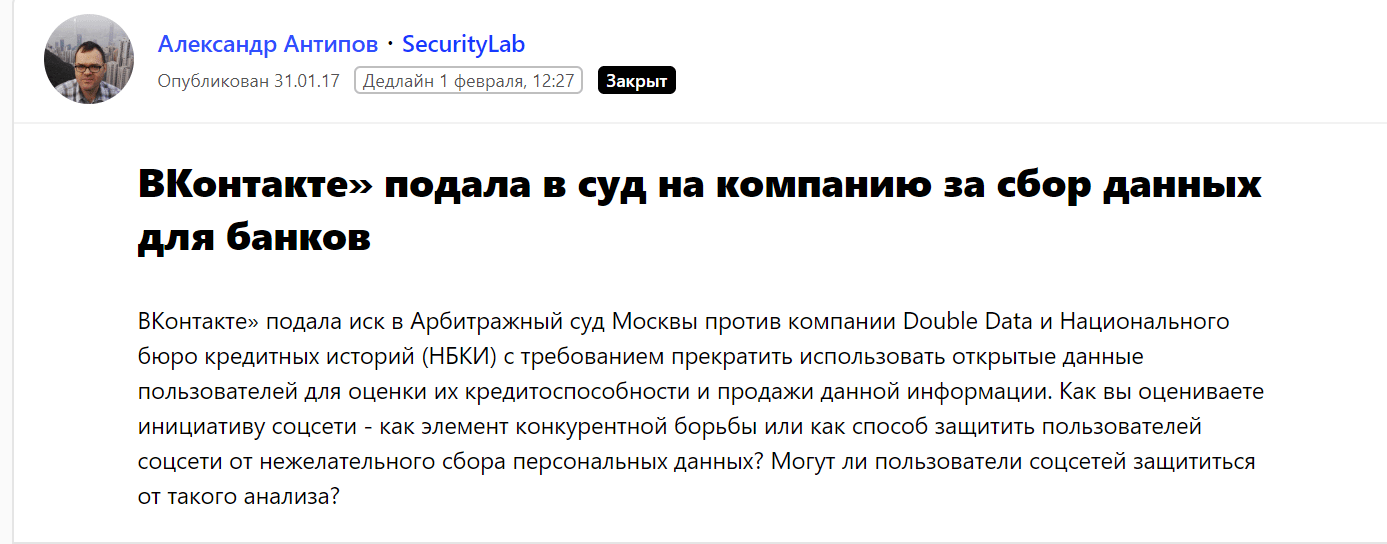 Александр Антипов · SecurityLab
Опубликован 31.01.17 Дедлайн 1 февраля, 12:27 Закрыт
ВКонтакте» подала в суд на компанию за сбор данных
для банков
ВКонтакте» подала иск в Арбитражный суд Москвы против компании Double Data и Национального
бюро кредитных историй (НБКИ) с требованием прекратить использовать открытые данные
пользователей для оценки их кредитоспособности и продажи данной информации. Как вы оцениваете
инициативу соцсети - как элемент конкурентной борьбы или как способ защитить пользователей
соцсети от нежелательного сбора персональных данных? Могут ли пользователи соцсетей защититься
от такого анализа?